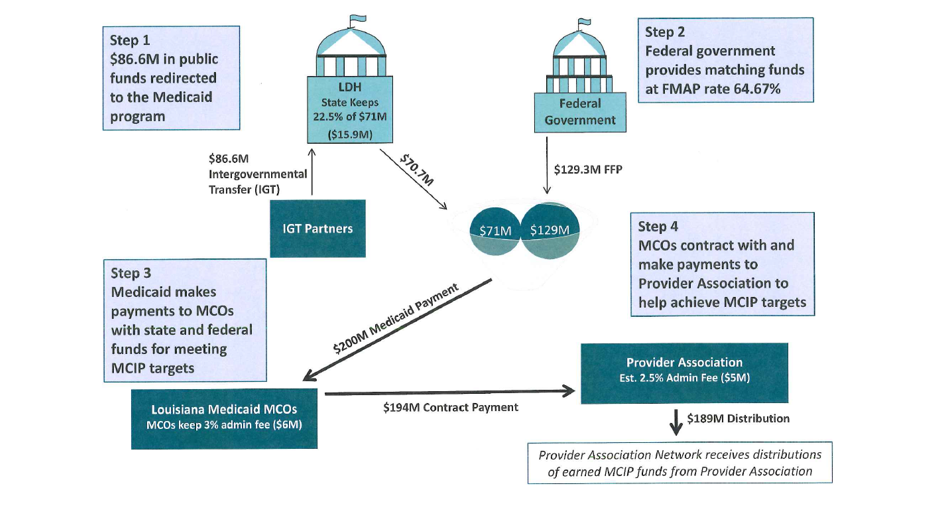 Step 1
$86.6M in public
funds redirected
to the Medicaid
program
LDH
State Keeps
22.5% of $71M
($15.9M)
Step 2
Federal government
provides matching funds
at FMAP rate 64.67%
Federal
Government
$86.6M
Intergovernmental
Transfer (IGT)
$70.7M
$129.3M FFP
IGT Partners
$71M
$129M
Step 3
Medicaid makes
payments to MCOs
with state and federal
funds for meeting
MCIP targets
Step 4
MCOs contract with and
make payments to
Provider Association to
help achieve MCIP targets
$200M Medicaid Payment
Louisiana Medicaid MCOs
MCOs keep 3% admin fee ($6M)
$194M Contract Payment
Provider Association
Est. 2.5% Admin Fee ($5M)
$189M Distribution
Provider Association Network receives distributions
of earned MCIP funds from Provider Association